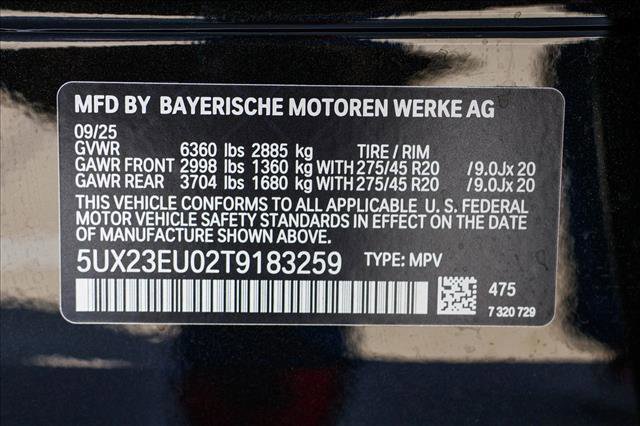 MFD BY BAYERISCHE MOTOREN WERKE AG
09/25
GVWR 6360 lbs 2885 kg TIRE / RIM
GAWR FRONT 2998 lbs 1360 kg WITH 275/45 R20 / 9.0Jx 20
GAWR REAR 3704 lbs 1680 kg WITH 275/45 R20 / 9.0Jx 20
THIS VEHICLE CONFORMS TO ALL APPLICABLE U. S. FEDERAL
MOTOR VEHICLE SAFETY STANDARDS IN EFFECT ON THE DATE
OF MANUFACTURE SHOWN ABOVE.
5UX23EU02T9183259 TYPE: MPV
475
7 320 729